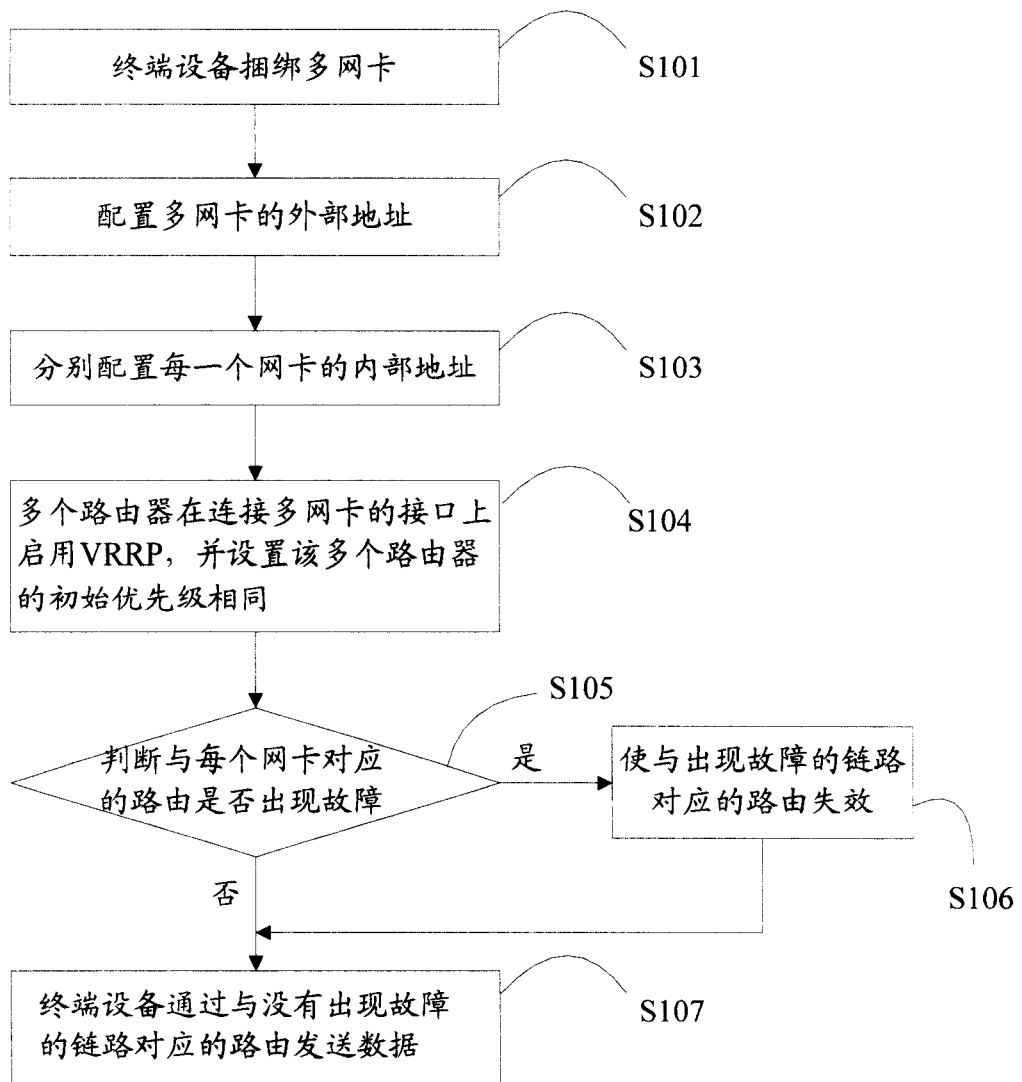 终端设备捆绑多网卡
S101
配置多网卡的外部地址
S102
分别配置每一个网卡的内部地址
S103
多个路由器在连接多网卡的接口上
启用VRRP，并设置该多个路由器
的初始优先级相同
S104
S105
判断与每个网卡对应
的路由是否出现故障
是
使与出现故障的链路
对应的路由失效
S106
否
终端设备通过与没有出现故障
的链路对应的路由发送数据
S107